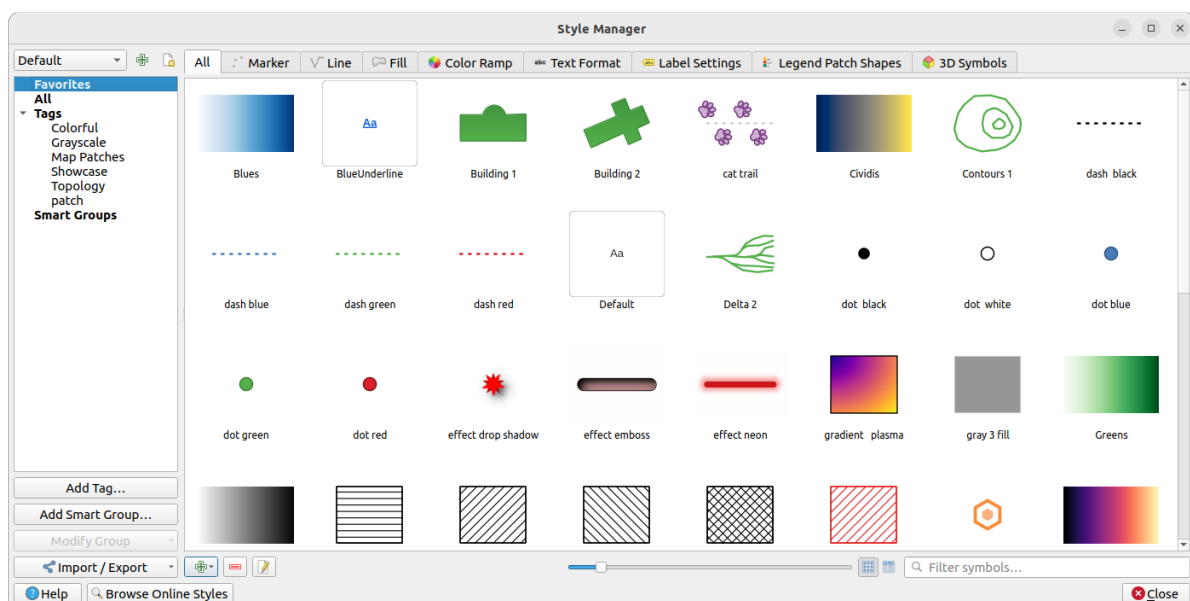 Style Manager
Default
All
Marker
Line
Fill
Color Ramp
abc Text Format
abc Label Settings
Legend Patch Shapes
3D Symbols
Favorites
All
Tags
Colorful
Grayscale
Map Patches
Showcase
Topology
patch
Smart Groups
Aa
Blues
BlueUnderline
Building 1
Building 2
cat trail
Cividis
Contours 1
dash black
Aa
dash blue
dash green
dash red
Default
Delta 2
dot black
dot white
dot blue
dot green
dot red
effect drop shadow
effect emboss
effect neon
gradient plasma
gray 3 fill
Greens
Add Tag...
Add Smart Group...
Modify Group
Import / Export
Filter symbols...
Help
Browse Online Styles
Close